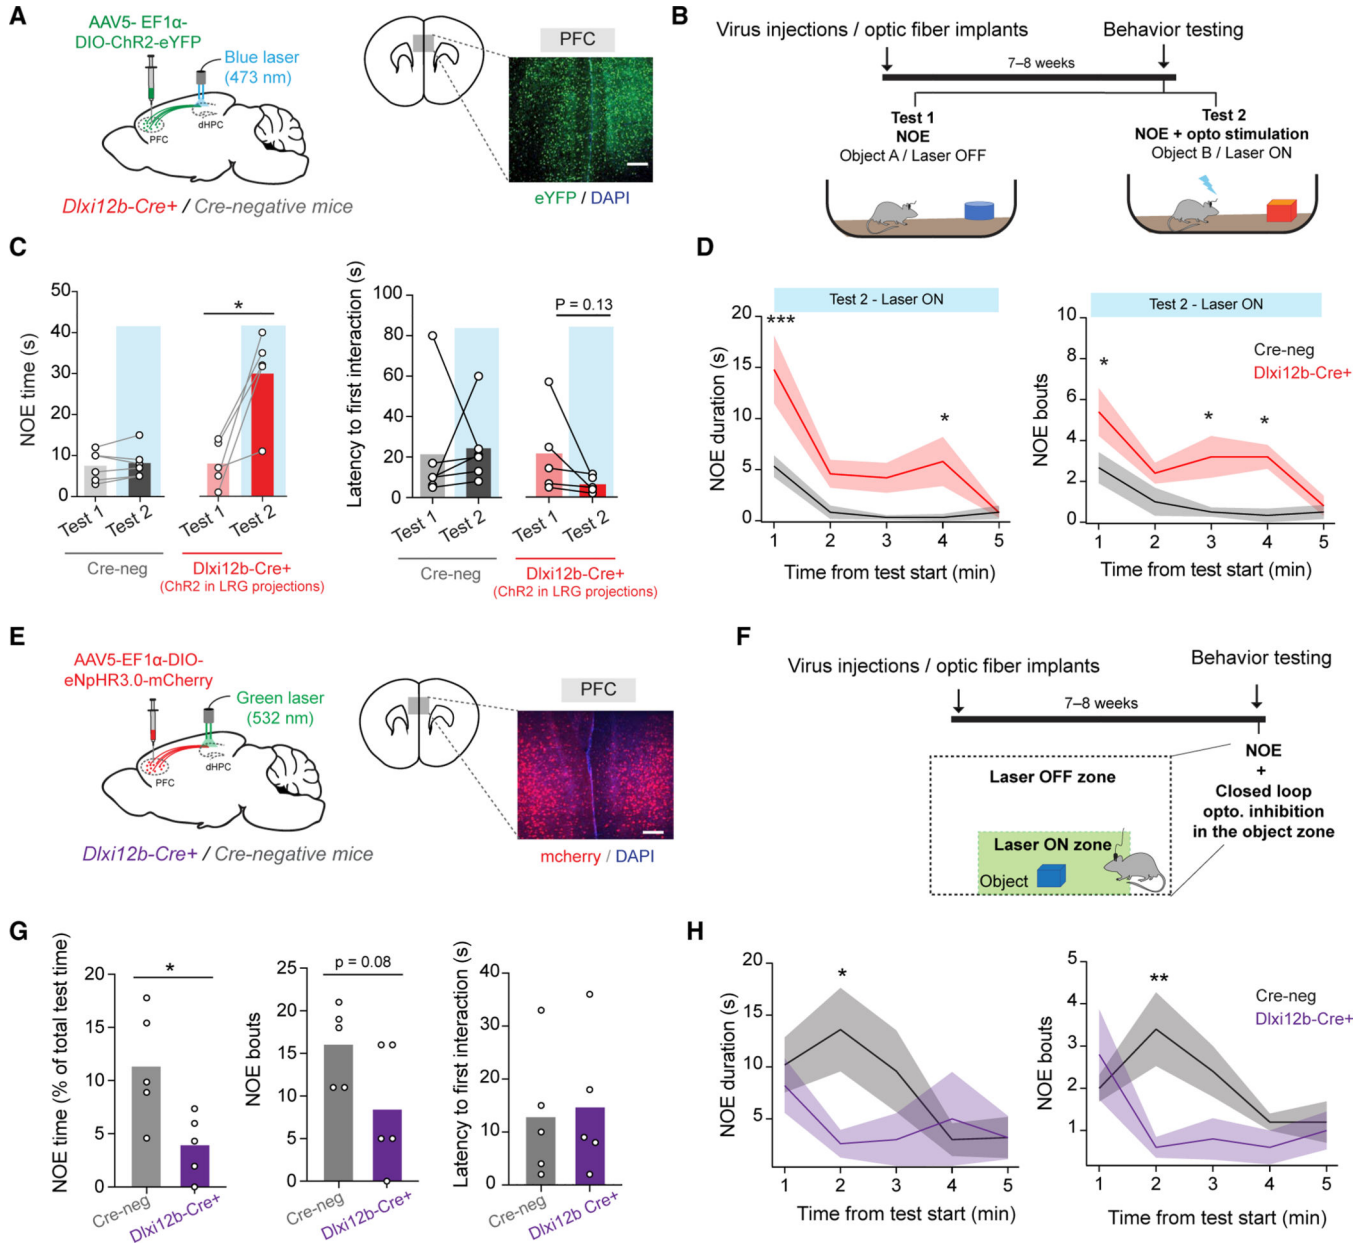 A
AAV5- EF1α-
DIO-ChR2-eYFP
Blue laser
(473 nm)
dHPC
PFC
Dlxi12b-Cre+ / Cre-negative mice
PFC
eYFP / DAPI
B
Virus injections / optic fiber implants
Behavior testing
7–8 weeks
Test 1
NOE
Object A / Laser OFF
Test 2
NOE + opto stimulation
Object B / Laser ON
C
NOE time (s)
50
40
30
20
10
0
*
Test 1
Test 2
Test 1
Test 2
Cre-neg
Dlxi12b-Cre+
(ChR2 in LRG projections)
Latency to first interaction (s)
100
80
60
40
20
0
P = 0.13
Test 1
Test 2
Test 1
Test 2
Cre-neg
Dlxi12b-Cre+
(ChR2 in LRG projections)
D
Test 2 - Laser ON
NOE duration (s)
20
15
10
5
0
***
*
1 2 3 4 5
Time from test start (min)
Test 2 - Laser ON
NOE bouts
10
8
6
4
2
0
*
*
*
Cre-neg
Dlxi12b-Cre+
1 2 3 4 5
Time from test start (min)
E
AAV5-EF1α-DIO-
eNpHR3.0-mCherry
Green laser
(532 nm)
dHPC
PFC
Dlxi12b-Cre+ / Cre-negative mice
PFC
mcherry / DAPI
F
Virus injections / optic fiber implants
Behavior testing
7–8 weeks
NOE
+
Closed loop
opto. inhibition
in the object zone
Laser OFF zone
Laser ON zone
Object
G
NOE time (% of total test time)
20
15
10
5
0
*
Cre-neg
Dlxi12b-Cre+
NOE bouts
25
20
15
10
5
0
p = 0.08
Cre-neg
Dlxi12b-Cre+
Latency to first interaction (s)
40
30
20
10
0
Cre-neg
Dlxi12b Cre+
H
NOE duration (s)
20
15
10
5
*
1 2 3 4 5
Time from test start (min)
NOE bouts
5
4
3
2
1
**
Cre-neg
Dlxi12b-Cre+
1 2 3 4 5
Time from test start (min)